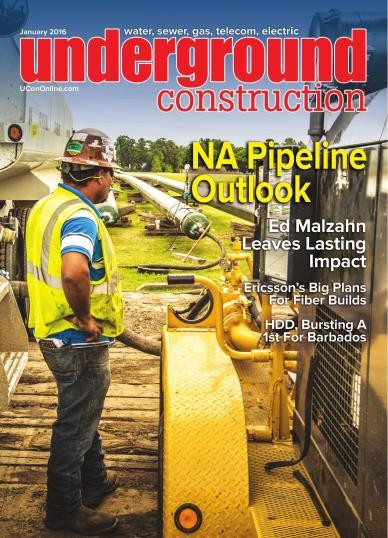 January 2016
water, sewer, gas, telecom, electric
underground
UConOnline.com
construction
NA Pipeline
Outlook
Ed Malzahn
Leaves Lasting
Impact
Ericsson's Big Plans
For Fiber Builds
HDD, Bursting A
1st For Barbados